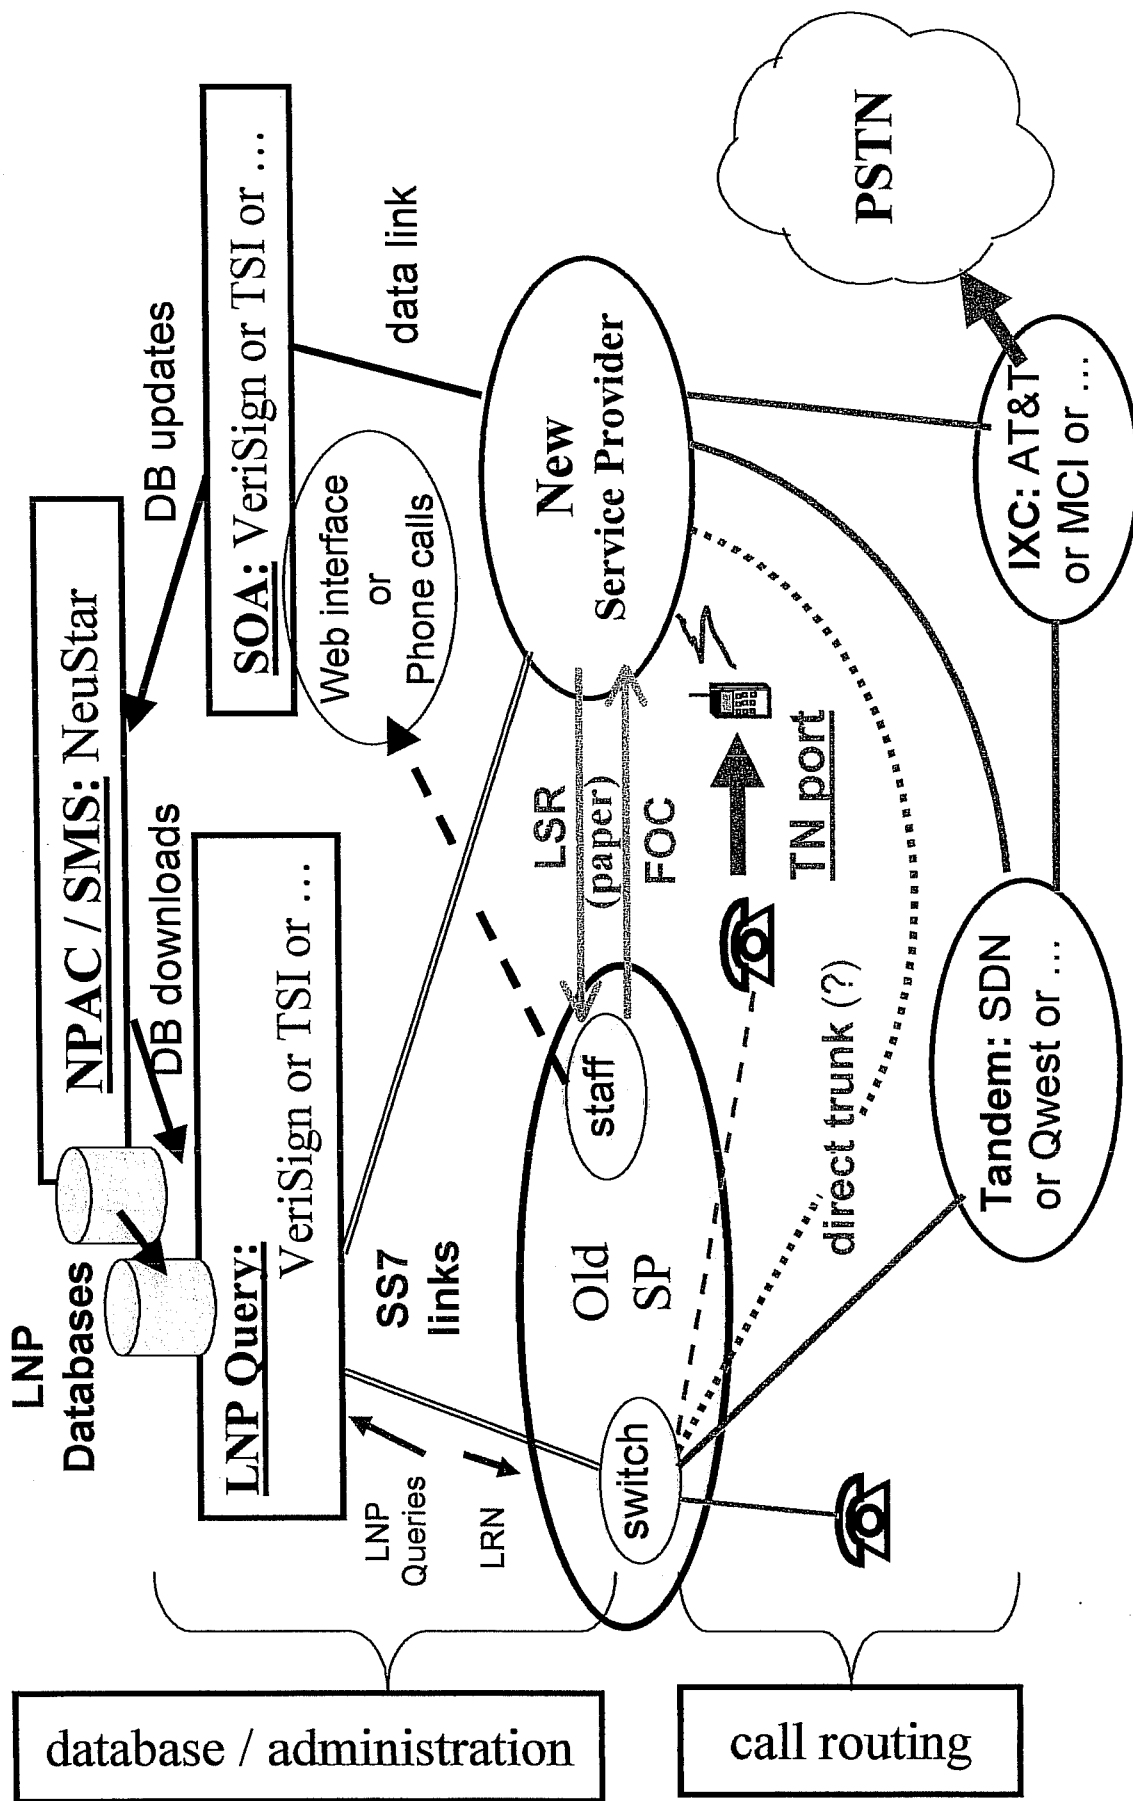 LNP
Databases
NPAC / SMS: NeuStar
DB downloads
DB updates
LNP Query:
VeriSign or TSI or ...
SOA: VeriSign or TSI or ...
Web interface
or
Phone calls
data link
LNP
Queries
LRN
SS7
links
Old
SP
switch
staff
LSR
(paper)
FOC
New
Service Provider
TN port
direct trunk (?)
Tandem: SDN
or Qwest or ...
IXC: AT&T
or MCI or ...
PSTN
database / administration
call routing